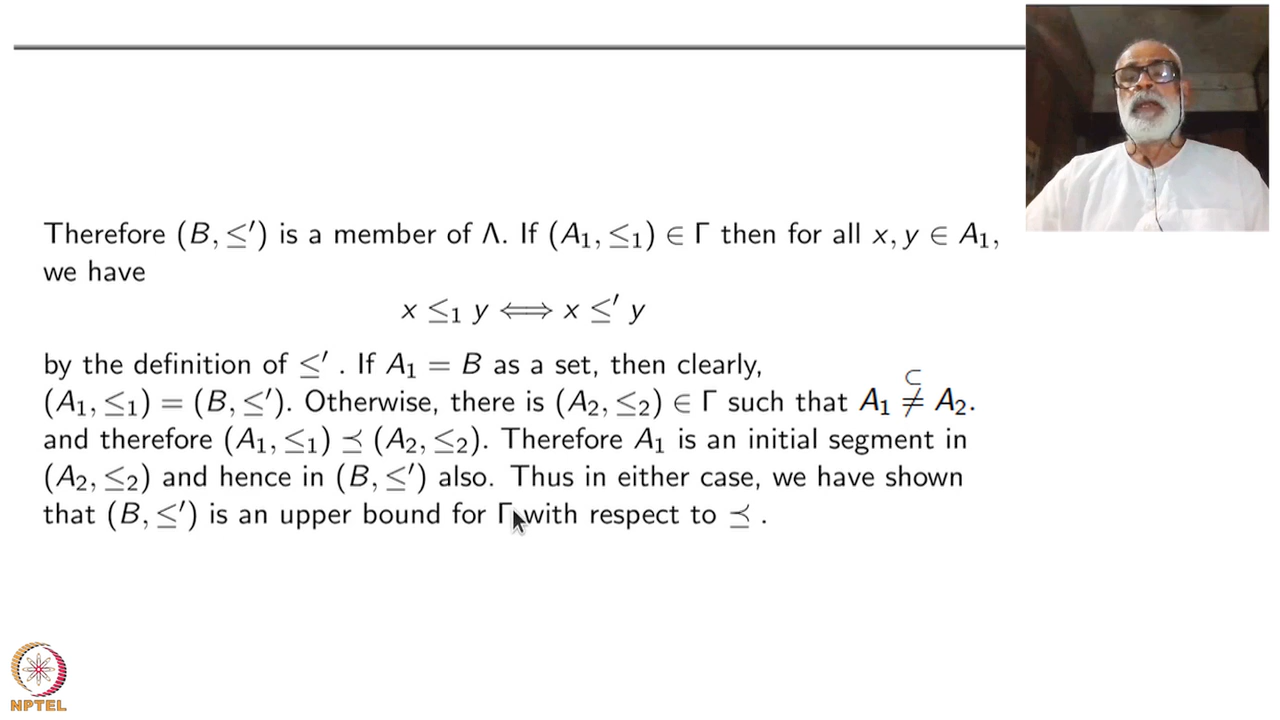 Therefore (B, ≤′) is a member of Λ. If (A₁, ≤₁) ∈ Γ then for all x, y ∈ A₁,
we have
x ≤₁ y ⟺ x ≤′ y
by the definition of ≤′ . If A₁ = B as a set, then clearly,
(A₁, ≤₁) = (B, ≤′). Otherwise, there is (A₂, ≤₂) ∈ Γ such that A₁ ⊊ A₂.
and therefore (A₁, ≤₁) ⪯ (A₂, ≤₂). Therefore A₁ is an initial segment in
(A₂, ≤₂) and hence in (B, ≤′) also. Thus in either case, we have shown
that (B, ≤′) is an upper bound for Γ with respect to ⪯ .
NPTEL